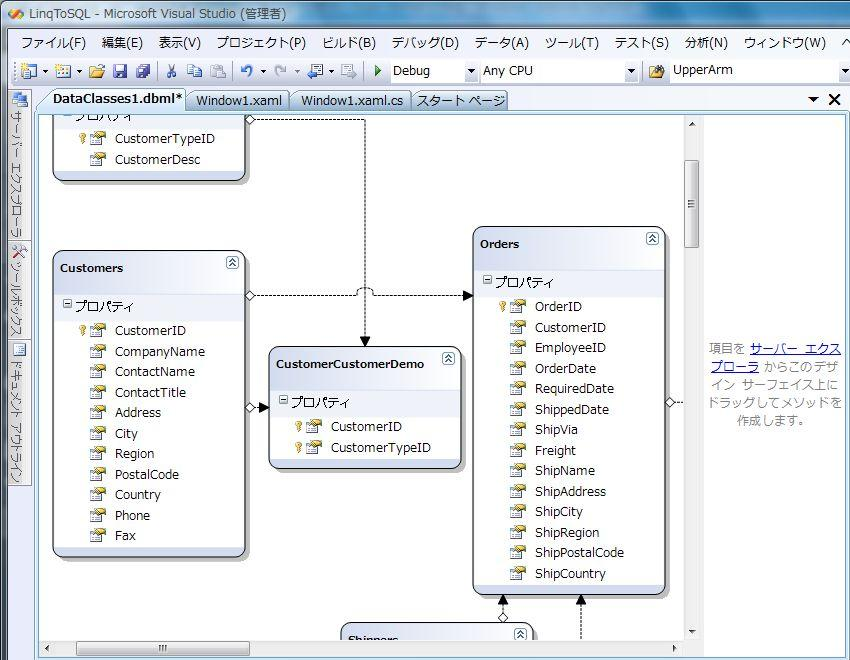 LinqToSQL - Microsoft Visual Studio (管理者)
ファイル(F) 編集(E) 表示(V) プロジェクト(P) ビルド(B) デバッグ(D) データ(A) ツール(T) テスト(S) 分析(N) ウィンドウ(W)
Debug Any CPU UpperArm
DataClasses1.dbml* Window1.xaml Window1.xaml.cs スタート ページ
サーバー エクスプローラ
ツールボックス
ドキュメント アウトライン
プロパティ
CustomerTypeID
CustomerDesc
Customers
プロパティ
CustomerID
CompanyName
ContactName
ContactTitle
Address
City
Region
PostalCode
Country
Phone
Fax
CustomerCustomerDemo
プロパティ
CustomerID
CustomerTypeID
Orders
プロパティ
OrderID
CustomerID
EmployeeID
OrderDate
RequiredDate
ShippedDate
ShipVia
Freight
ShipName
ShipAddress
ShipCity
ShipRegion
ShipPostalCode
ShipCountry
Shippers
項目を サーバー エクス
プローラ からこのデザ
イン サーフェイス上に
ドラッグしてメソッドを
作成します。